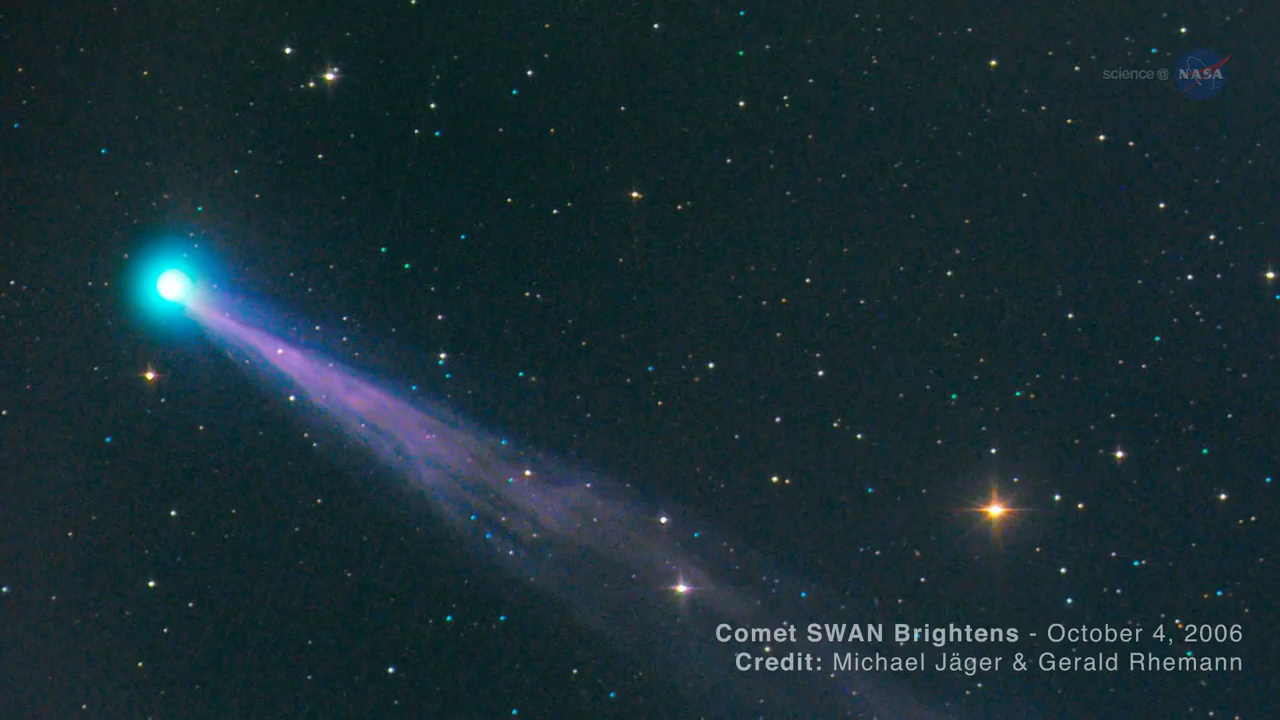 science@ NASA
Comet SWAN Brightens - October 4, 2006
Credit: Michael Jäger & Gerald Rhemann